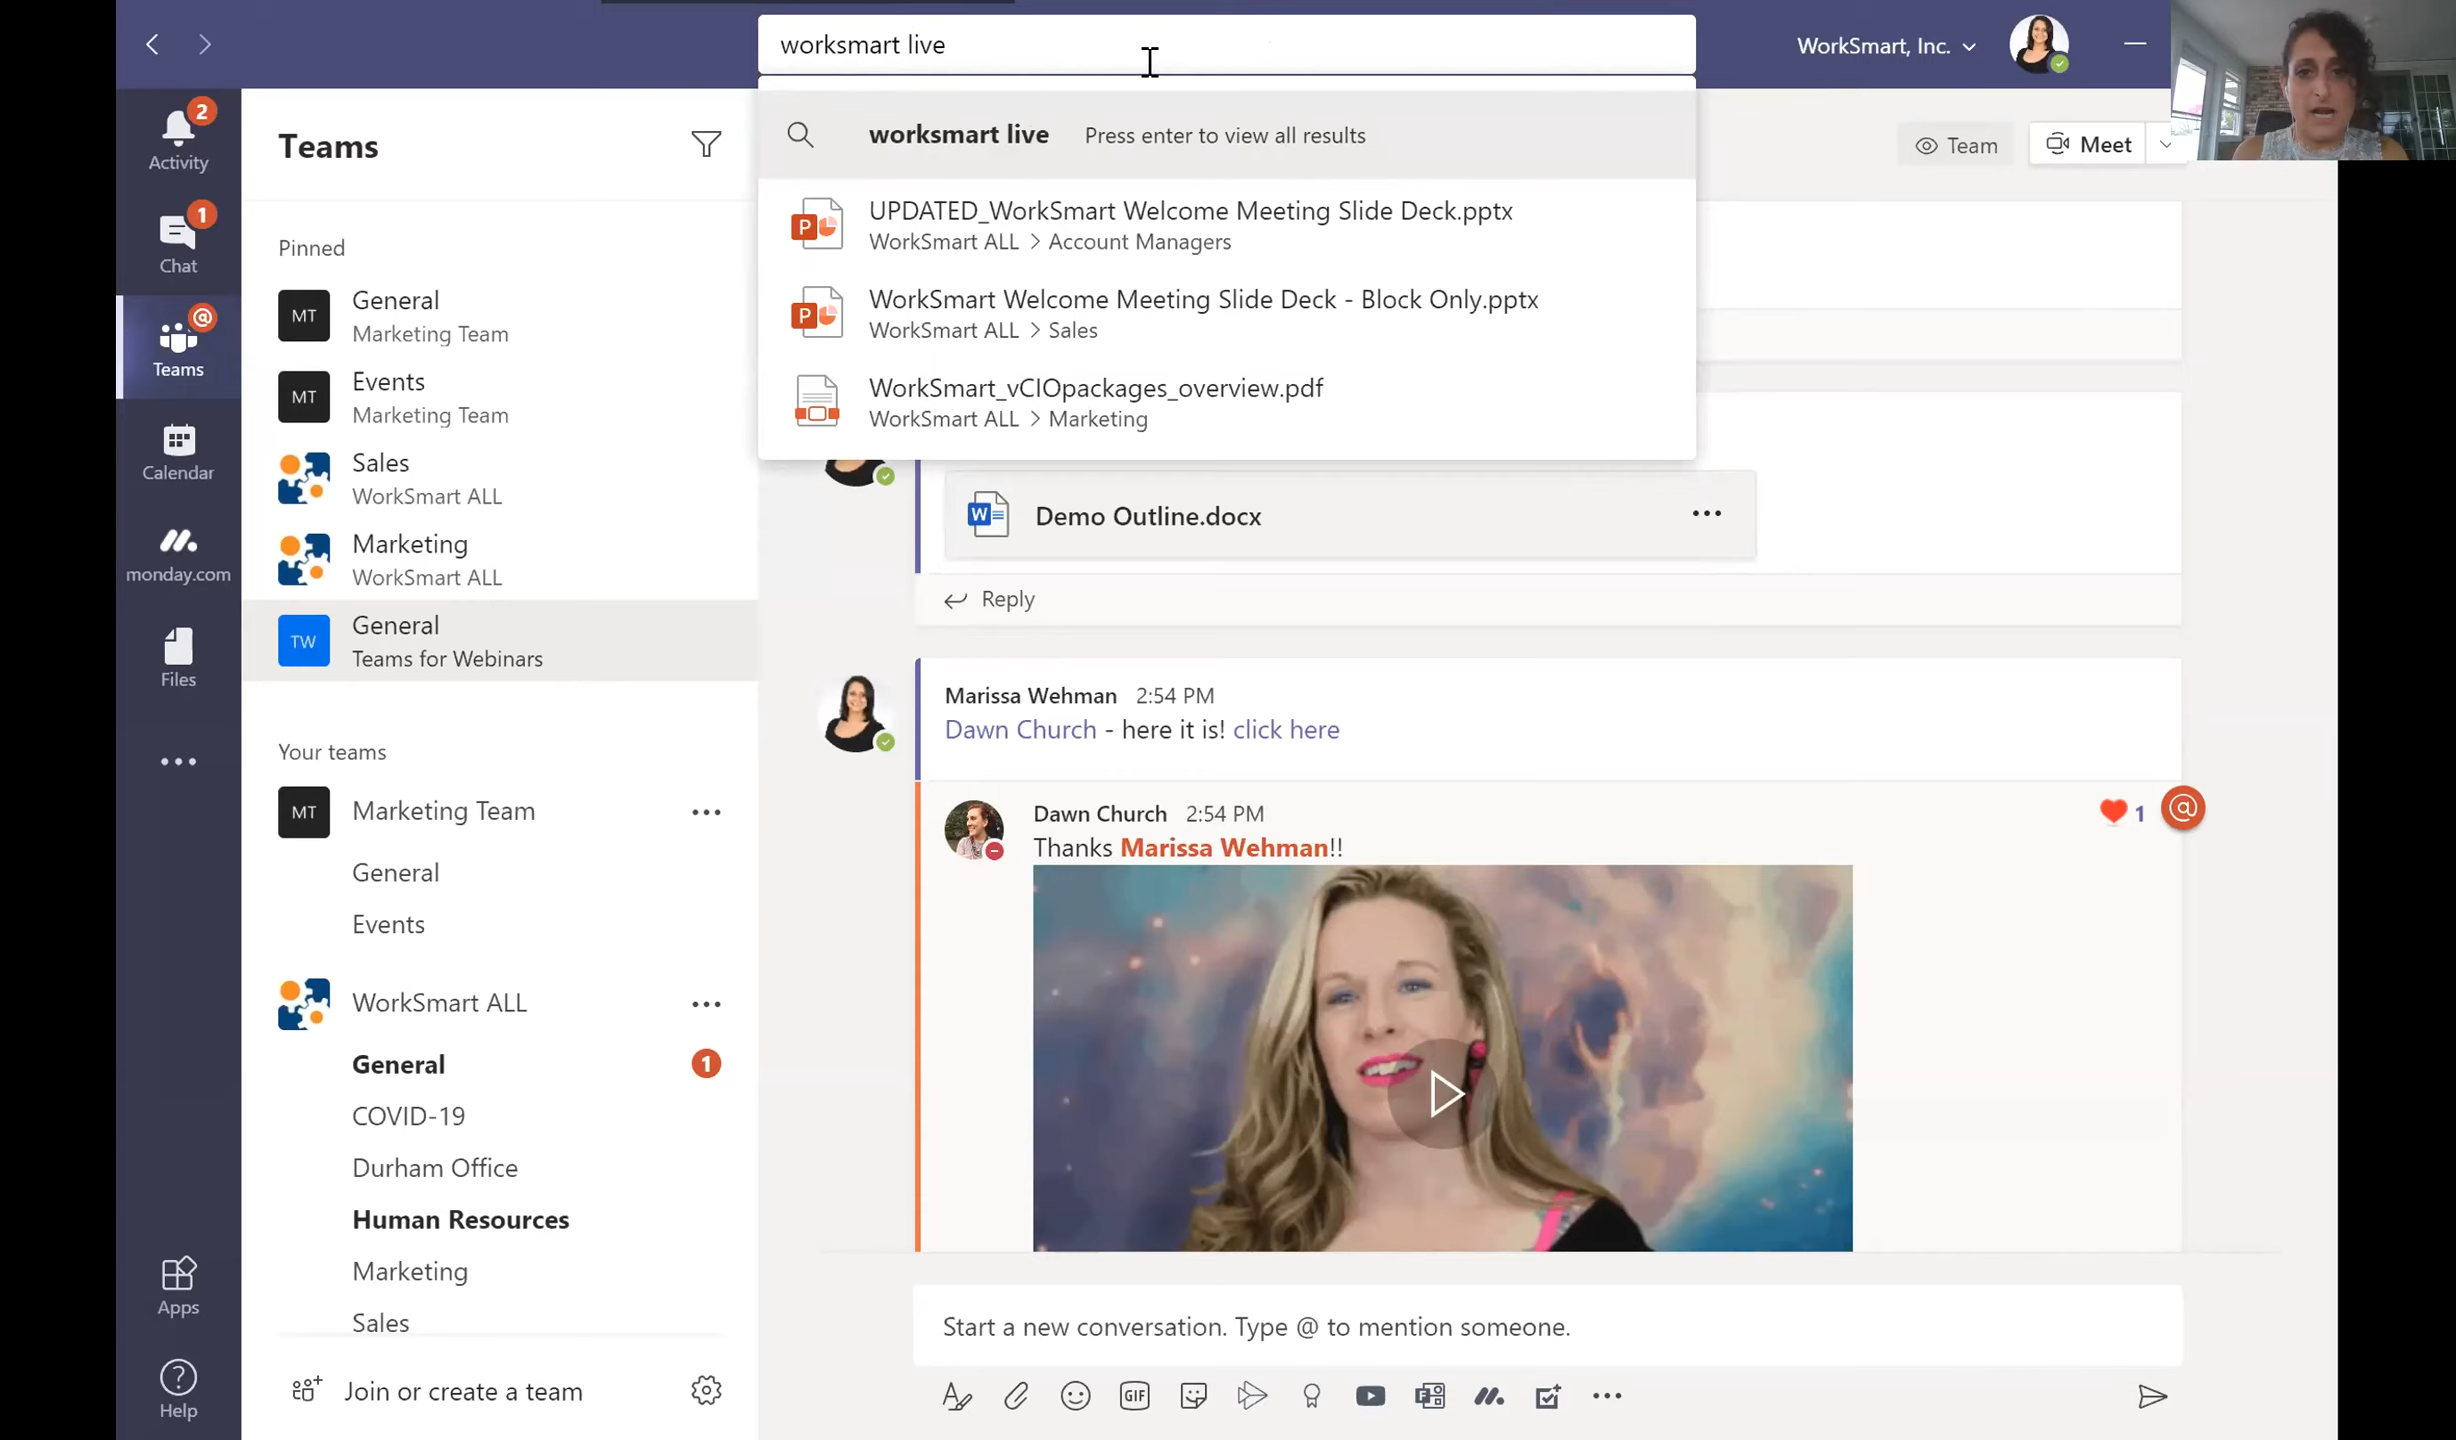 worksmart live
WorkSmart, Inc.
worksmart live Press enter to view all results
UPDATED_WorkSmart Welcome Meeting Slide Deck.pptx
WorkSmart ALL > Account Managers
WorkSmart Welcome Meeting Slide Deck - Block Only.pptx
WorkSmart ALL > Sales
WorkSmart_vCIOpackages_overview.pdf
WorkSmart ALL > Marketing
Team
Meet
2
Activity
1
Chat
@
Teams
Calendar
monday.com
Files
Apps
Help
Teams
Pinned
MT
General
Marketing Team
MT
Events
Marketing Team
Sales
WorkSmart ALL
Marketing
WorkSmart ALL
TW
General
Teams for Webinars
Your teams
MT
Marketing Team
General
Events
WorkSmart ALL
General 1
COVID-19
Durham Office
Human Resources
Marketing
Sales
Join or create a team
Demo Outline.docx
Reply
Marissa Wehman 2:54 PM
Dawn Church - here it is! click here
Dawn Church 2:54 PM
1 @
Thanks Marissa Wehman!!
Start a new conversation. Type @ to mention someone.
GIF